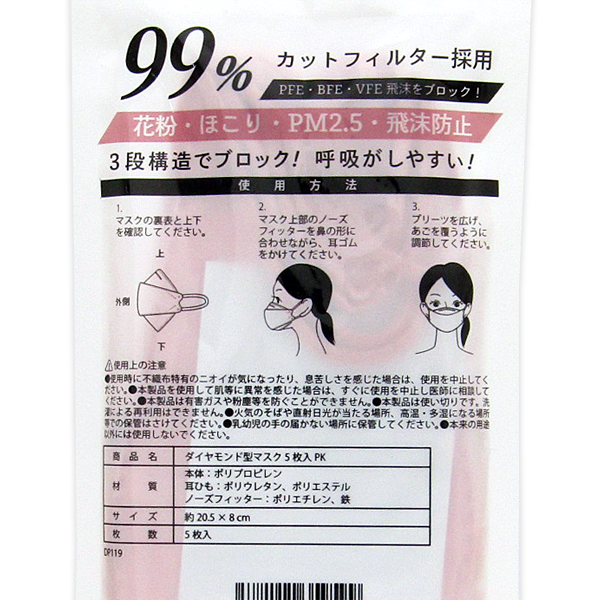 99%
カットフィルター採用
PFE・BFE・VFE 飛沫をブロック！
花粉・ほこり・PM2.5・飛沫防止
3段構造でブロック！呼吸がしやすい！
使用方法
1.
マスクの裏表と上下
を確認してください。
上
外側
下
2.
マスク上部のノーズ
フィッターを鼻の形に
合わせながら、耳ゴム
をかけてください。
3.
プリーツを広げ、
あごを覆うように
調節してください。
⚠使用上の注意
●使用時に不織布特有のニオイが気になったり、息苦しさを感じた場合は、使用を中止してく
ださい。●本製品を使用して肌等に異常を感じた場合は、すぐに使用を中止し医師に相談して
ください。●本製品は有害ガスや粉塵等を防ぐことができません。●本製品は使い切りです。洗
濯による再利用はできません。●火気のそばや直射日光が当たる場所、高温・多湿になる場所
等での保管はさけてください。●乳幼児の手の届かない場所に保管してください。●本来の用途
以外には使用しないでください。
商品名 ダイヤモンド型マスク5枚入PK
材質 本体：ポリプロピレン
耳ひも：ポリウレタン、ポリエステル
ノーズフィッター：ポリエチレン、鉄
サイズ 約20.5×8cm
枚数 5枚入
DP119